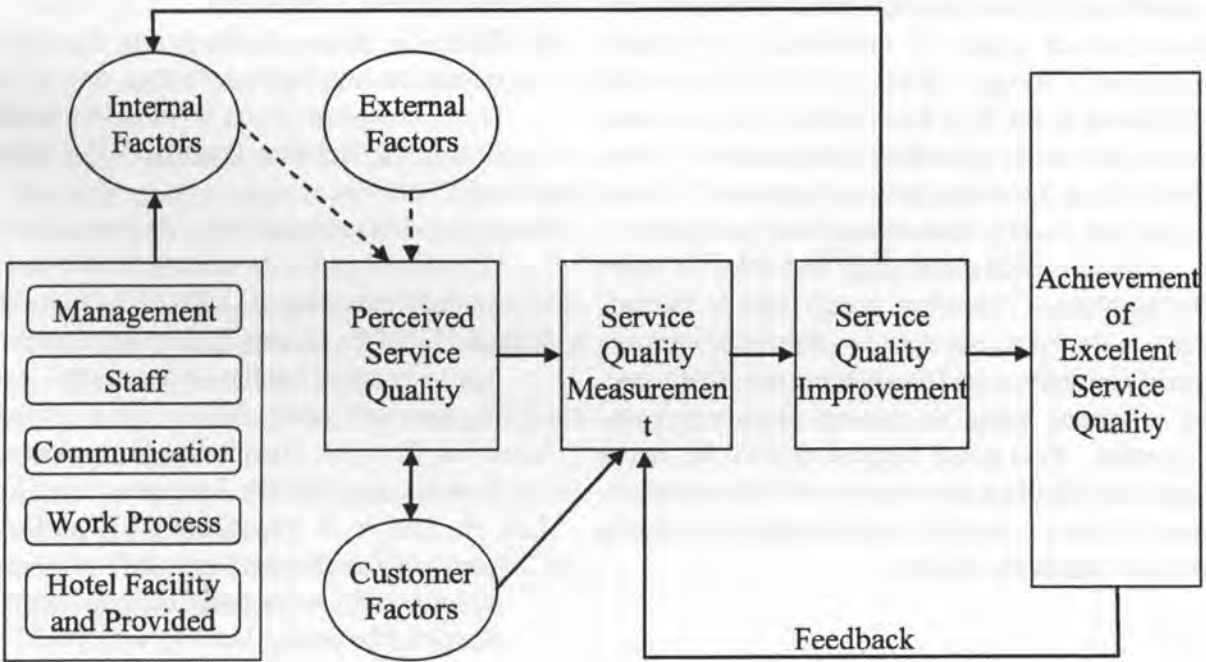 Internal
Factors
External
Factors
Management
Staff
Communication
Work Process
Hotel Facility
and Provided
Perceived
Service
Quality
Service
Quality
Measuremen
t
Service
Quality
Improvement
Achievement
of
Excellent
Service
Quality
Customer
Factors
Feedback